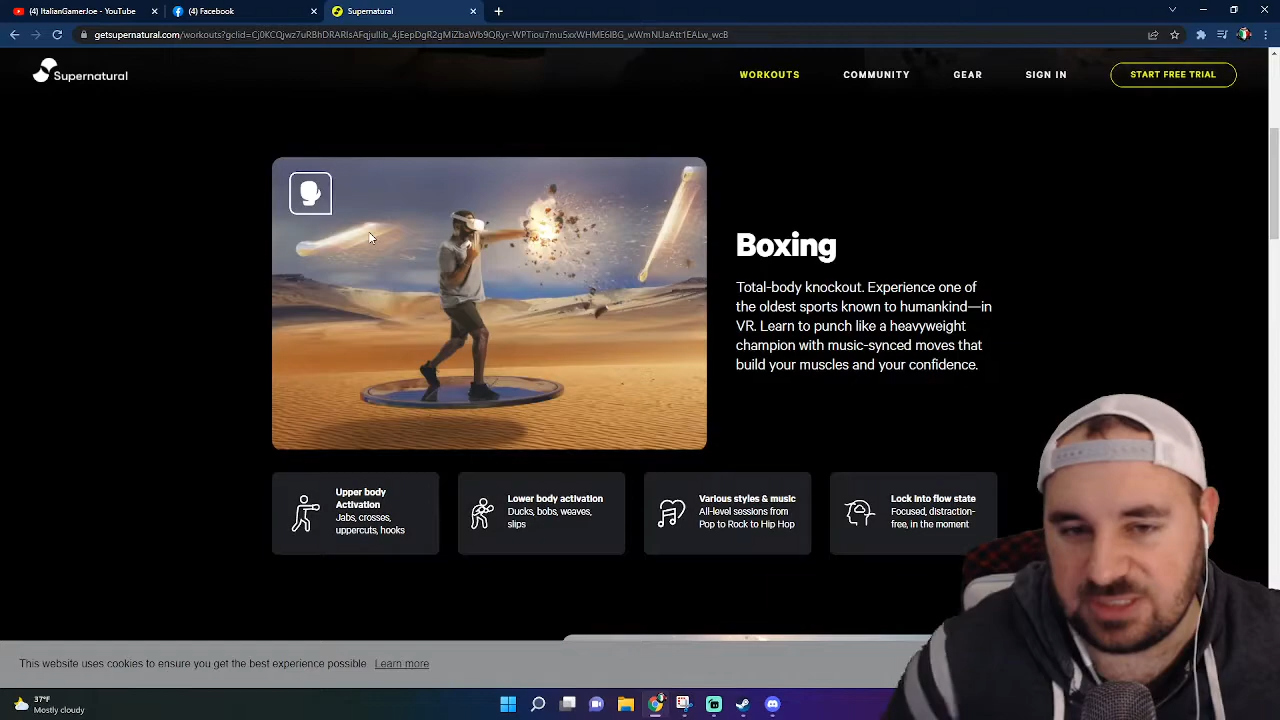 (4) ItalianGamerJoe - YouTube
(4) Facebook
Supernatural
getsupernatural.com/workouts?gclid=Cj0KCQjwz7uRBhDRARIsAFqjullib_4jEepDgR2gMiZbaWb9QRyr-WPTiou7mu5xxWHME6IBG_wWmNUaAtt1EALw_wcB
Supernatural
WORKOUTS
COMMUNITY
GEAR
SIGN IN
START FREE TRIAL
Boxing
Total-body knockout. Experience one of
the oldest sports known to humankind—in
VR. Learn to punch like a heavyweight
champion with music-synced moves that
build your muscles and your confidence.
Upper body
Activation
Jabs, crosses,
uppercuts, hooks
Lower body activation
Ducks, bobs, weaves,
slips
Various styles & music
All-level sessions from
Pop to Rock to Hip Hop
Lock into flow state
Focused, distraction-
free, in the moment
This website uses cookies to ensure you get the best experience possible Learn more
37°F
Mostly cloudy